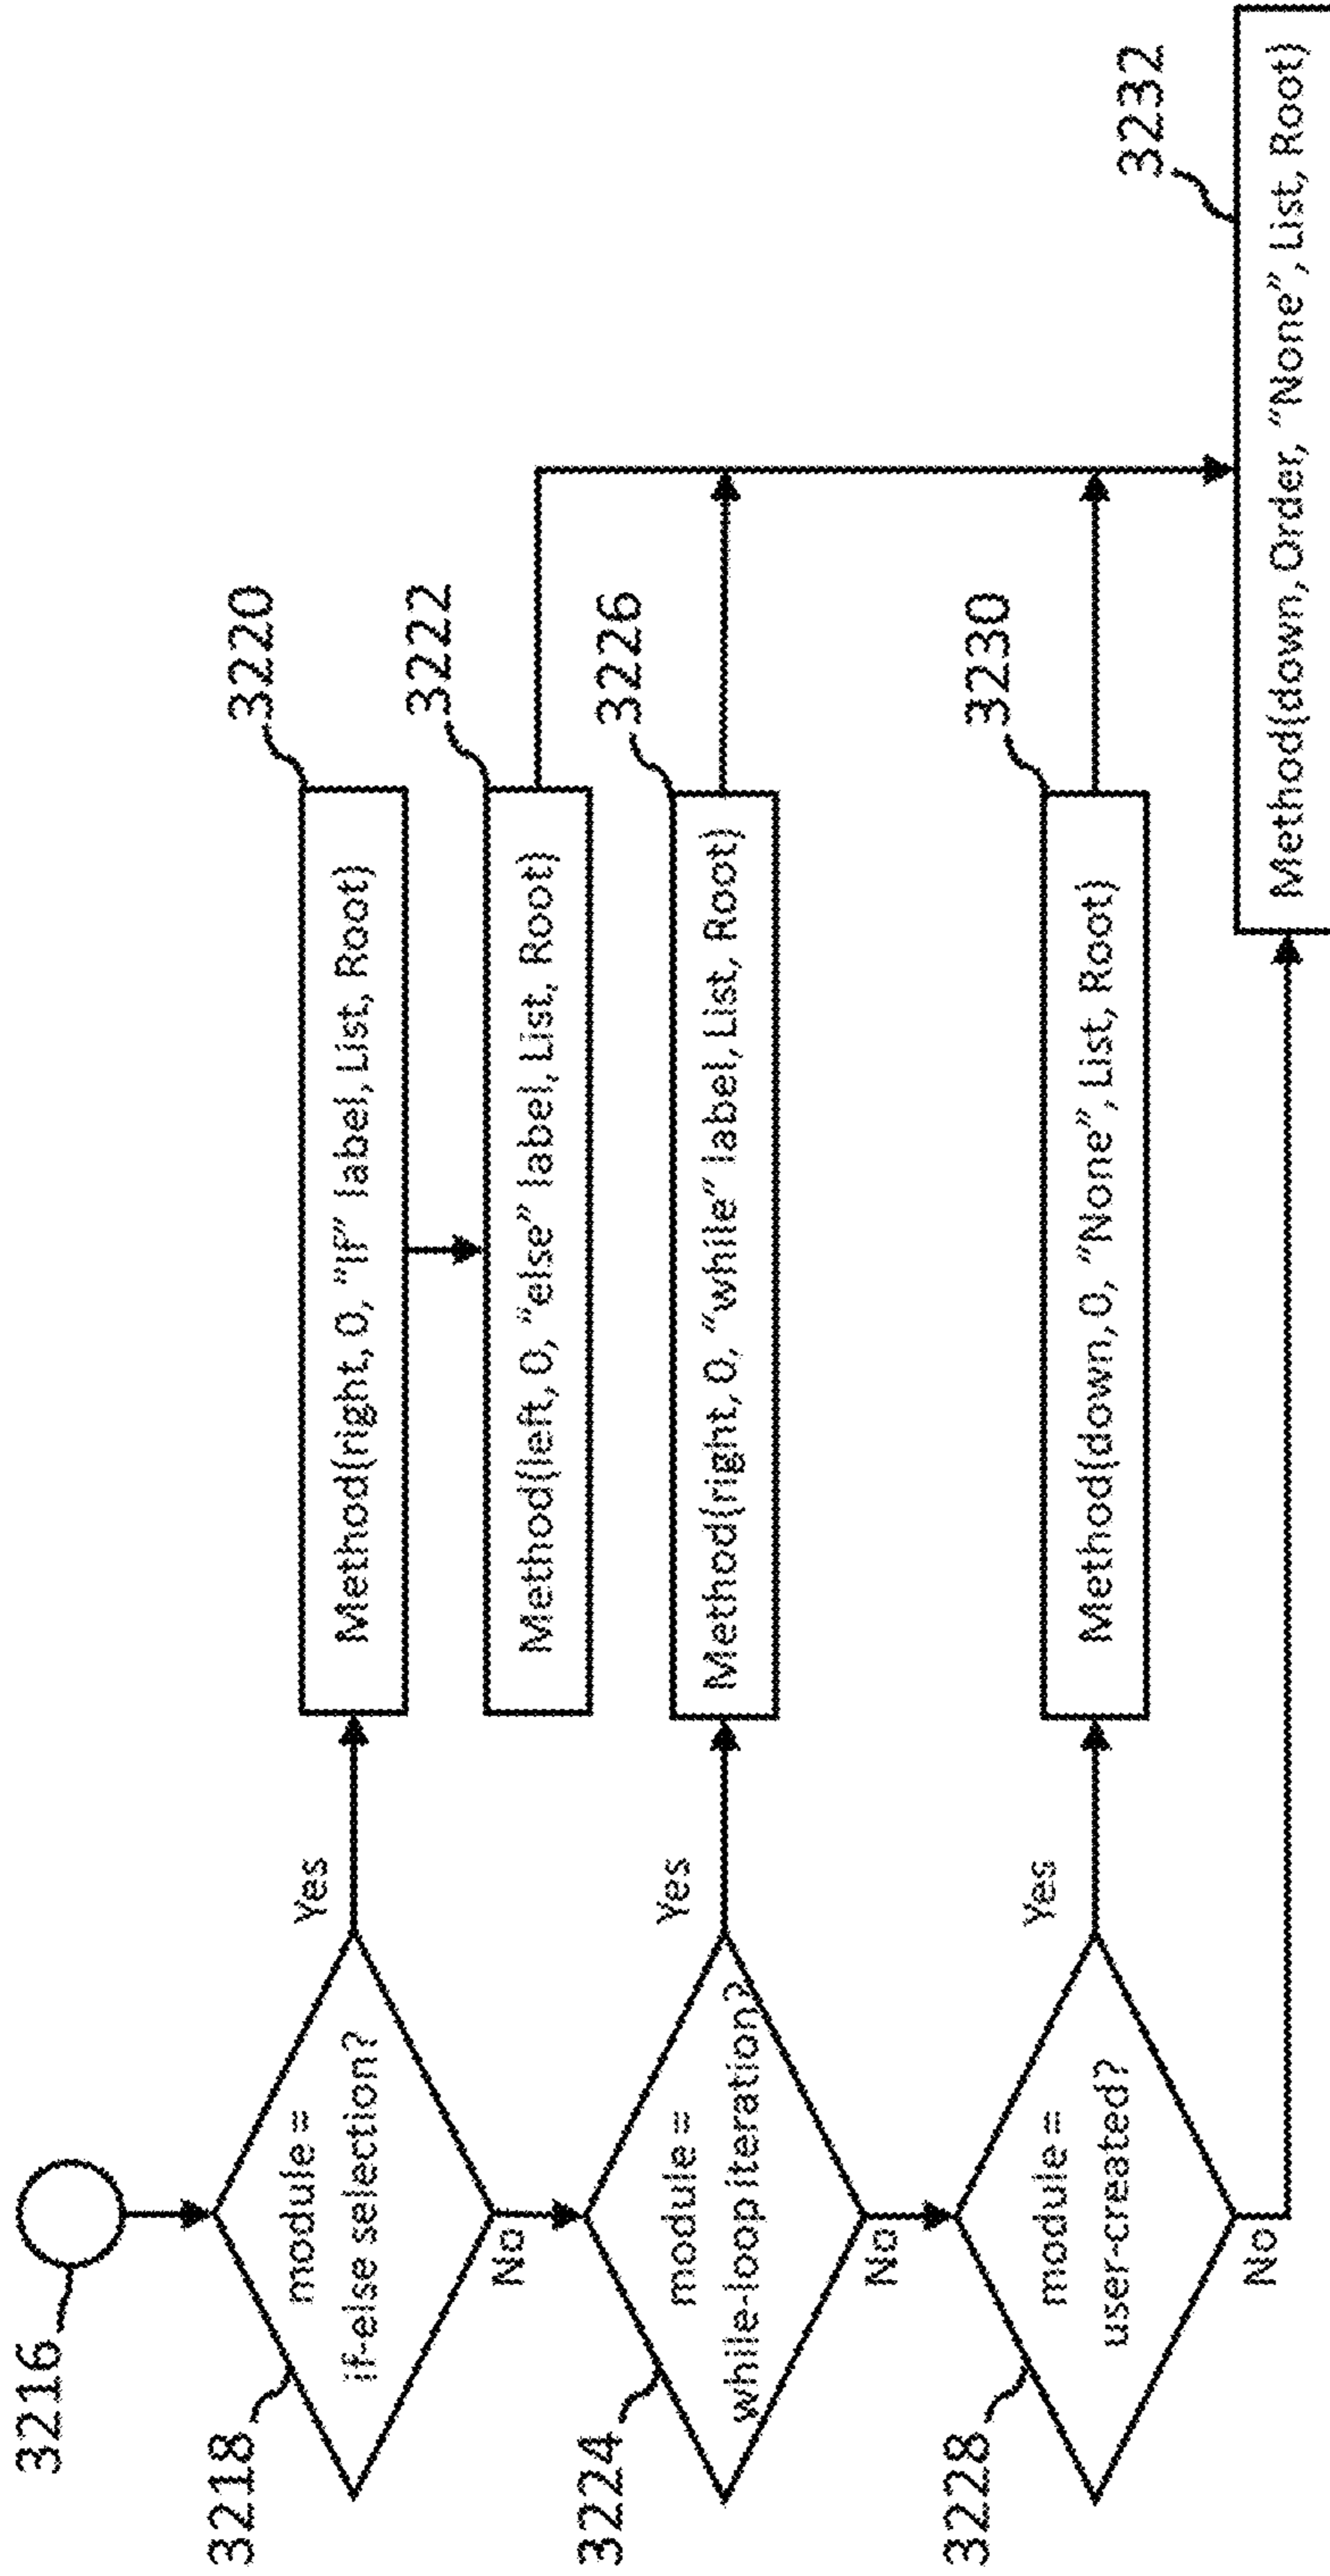 3216
3218
module =
if-else selection?
Yes
No
3220
Method(right, 0, "IF" label, List, Root)
3222
Method(left, 0, "else" label, List, Root)
3224
module =
while-loop iteration?
Yes
No
3226
Method(right, 0, "while" label, List, Root)
3228
module =
user-created?
Yes
No
3230
Method(down, 0, "None", List, Root)
3232
Method(down, Order, "None", List, Root)